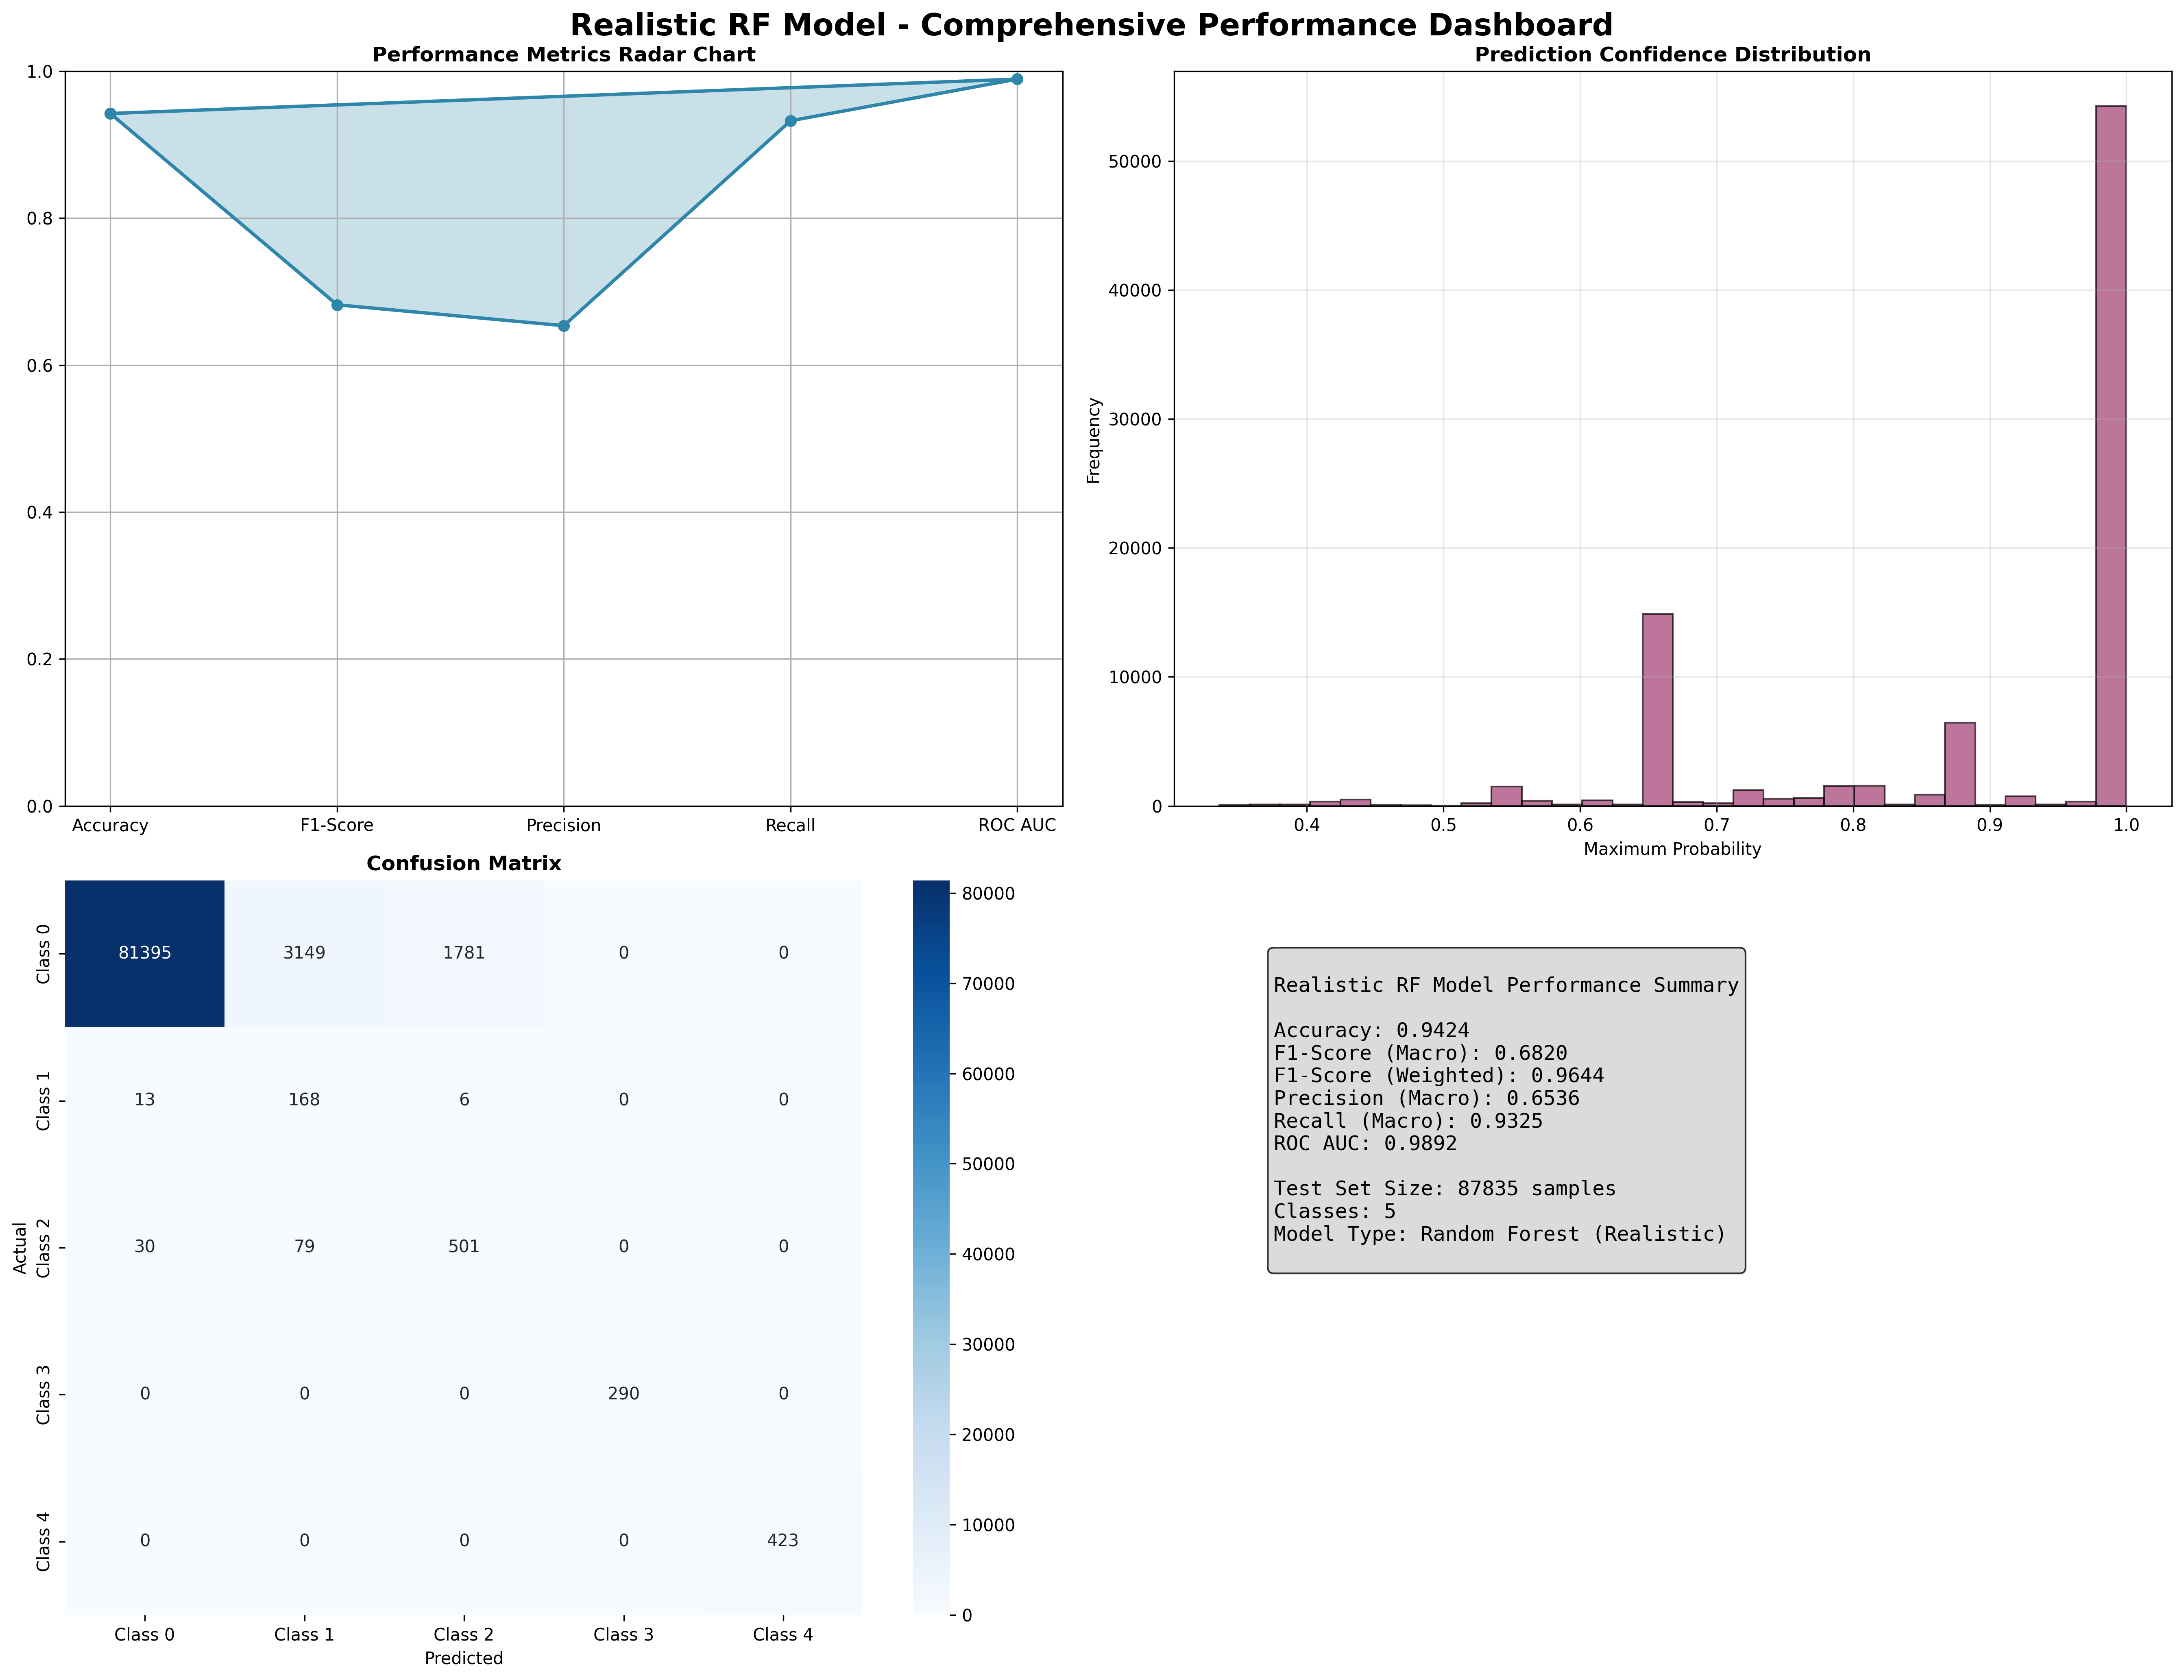 Realistic RF Model - Comprehensive Performance Dashboard
Performance Metrics Radar Chart
1.0
0.8
0.6
0.4
0.2
0.0
Accuracy F1-Score Precision Recall ROC AUC
Prediction Confidence Distribution
Frequency
50000
40000
30000
20000
10000
0
0.4 0.5 0.6 0.7 0.8 0.9 1.0
Maximum Probability
Confusion Matrix
Actual
Class 0 81395 3149 1781 0 0
Class 1 13 168 6 0 0
Class 2 30 79 501 0 0
Class 3 0 0 0 290 0
Class 4 0 0 0 0 423
Class 0 Class 1 Class 2 Class 3 Class 4
Predicted
80000
70000
60000
50000
40000
30000
20000
10000
0
Realistic RF Model Performance Summary
Accuracy: 0.9424
F1-Score (Macro): 0.6820
F1-Score (Weighted): 0.9644
Precision (Macro): 0.6536
Recall (Macro): 0.9325
ROC AUC: 0.9892
Test Set Size: 87835 samples
Classes: 5
Model Type: Random Forest (Realistic)